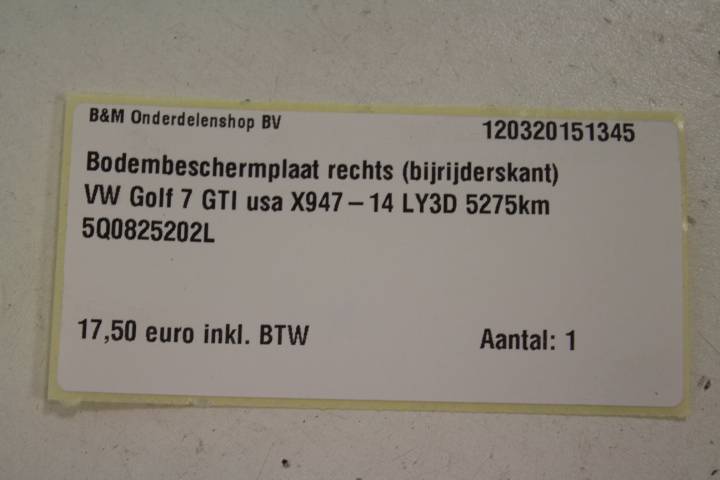 B&M Onderdelenshop BV
120320151345
Bodembeschermplaat rechts (bijrijderskant)
VW Golf 7 GTI usa X947 – 14 LY3D 5275km
5Q0825202L
17,50 euro inkl. BTW
Aantal: 1